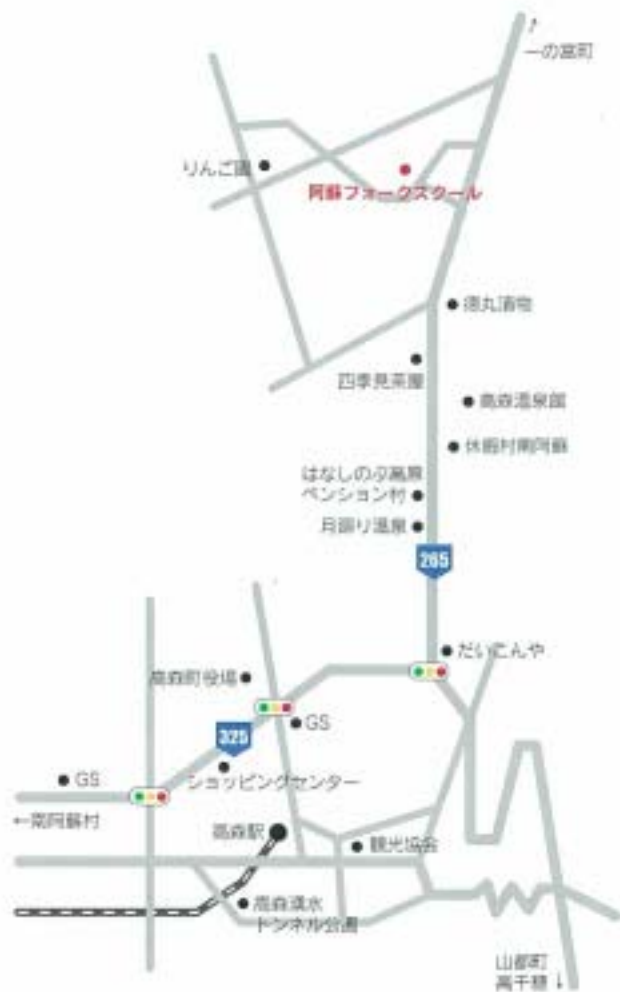 ↑
一の宮町
りんご園
阿蘇フォークスクール
徳丸漬物
四季見茶屋
高森温泉館
休暇村南阿蘇
はなしのぶ高原
ペンション村
月廻り温泉
265
だいこんや
高森町役場
GS
325
GS
ショッピングセンター
←南阿蘇村
高森駅
観光協会
高森湧水
トンネル公園
山都町
高千穂 ↓